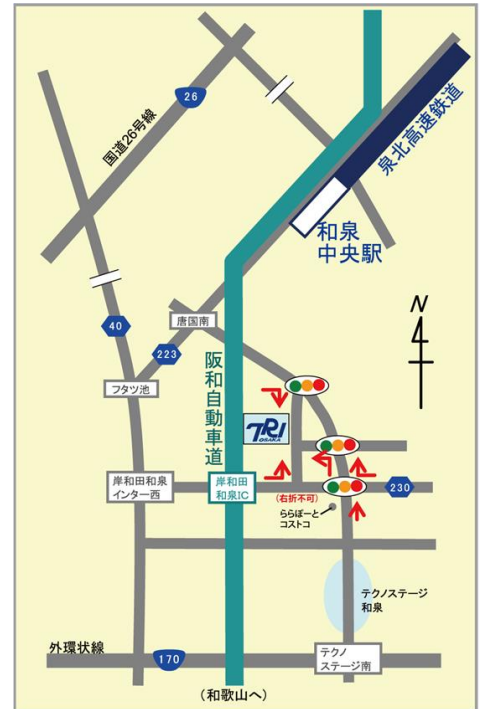 26
国道26号線
泉北高速鉄道
和泉
中央駅
N
40
唐国南
223
フタツ池
阪和自動車道
TRI
OSAKA
岸和田和泉
インター西
岸和田
和泉IC
(右折不可)
230
ららぽーと
コストコ
テクノステージ
和泉
外環状線
170
テクノ
ステージ南
(和歌山へ)